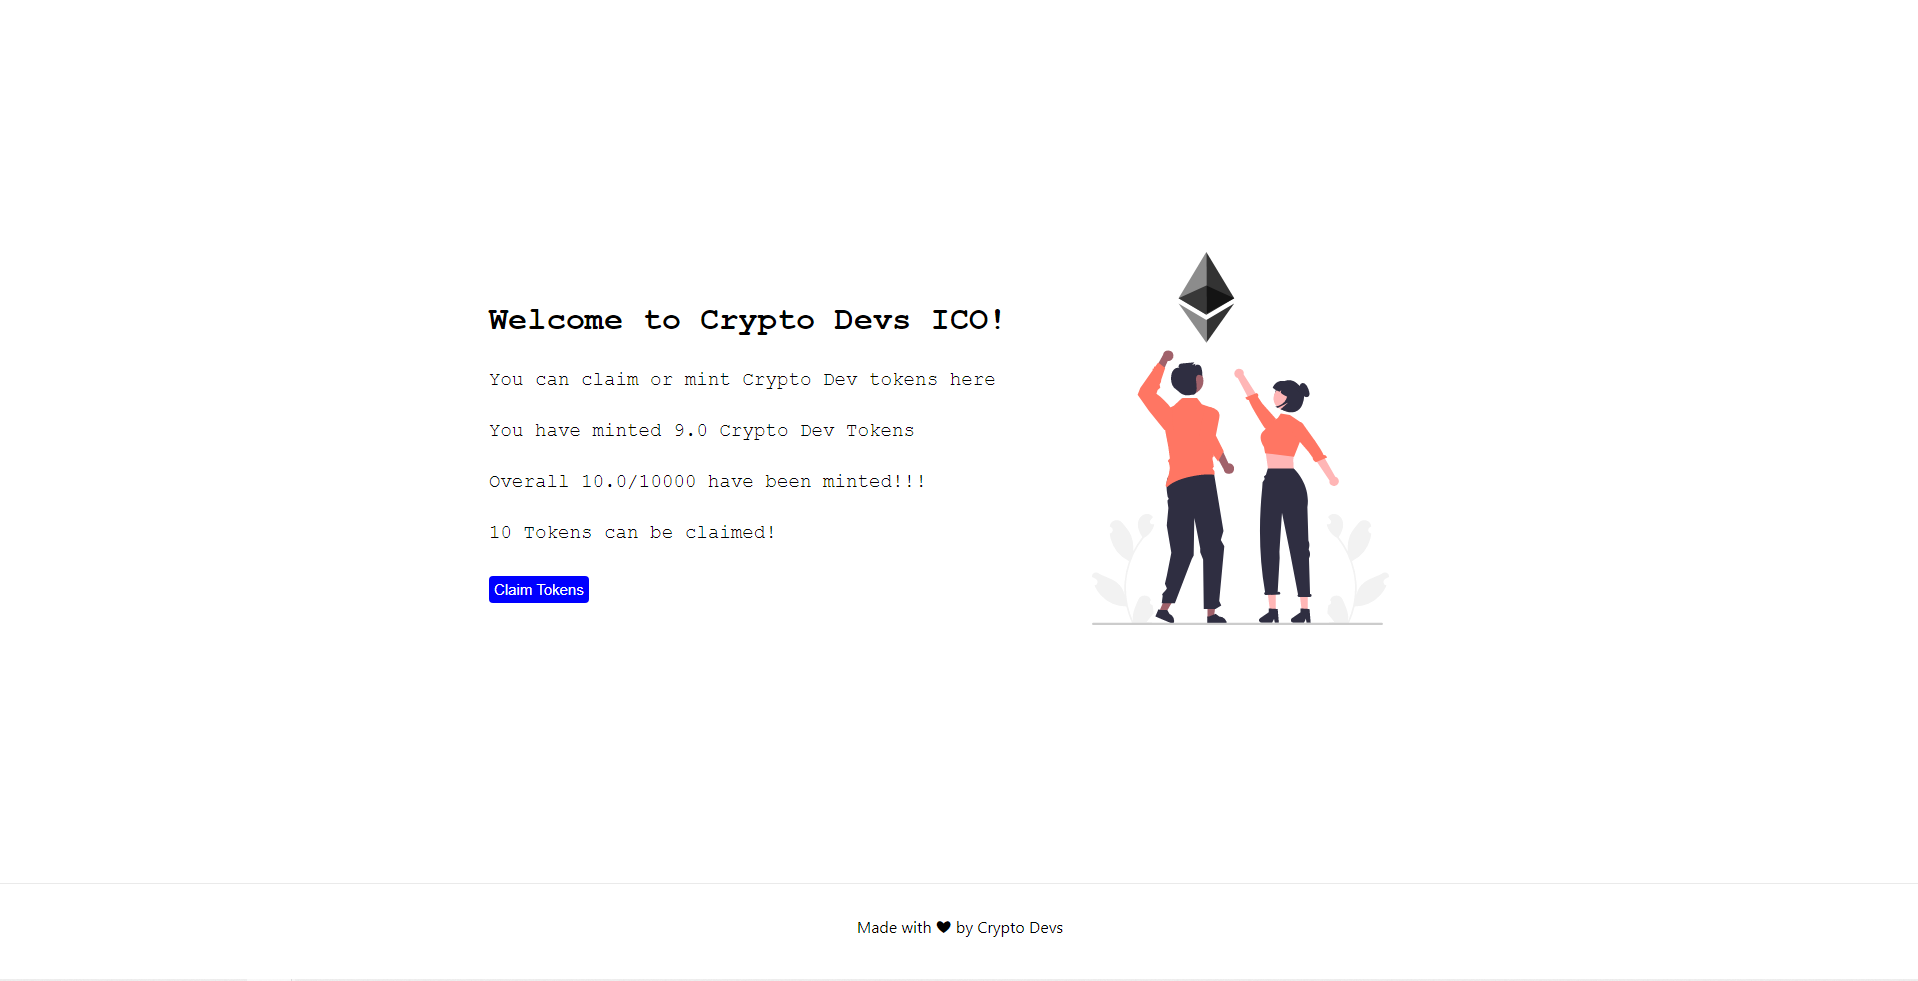 Welcome to Crypto Devs ICO!
You can claim or mint Crypto Dev tokens here
You have minted 9.0 Crypto Dev Tokens
Overall 10.0/10000 have been minted!!!
10 Tokens can be claimed!
Claim Tokens
Made with ❤ by Crypto Devs